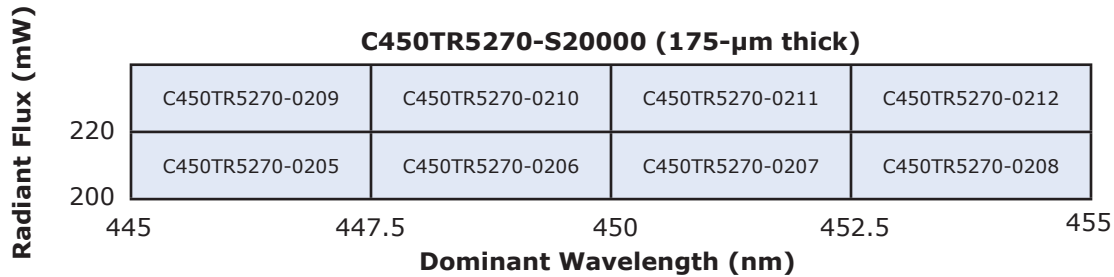 C450TR5270-S20000 (175-μm thick)
Radiant Flux (mW)
C450TR5270-0209 C450TR5270-0210 C450TR5270-0211 C450TR5270-0212
220
C450TR5270-0205 C450TR5270-0206 C450TR5270-0207 C450TR5270-0208
200
445 447.5 450 452.5 455
Dominant Wavelength (nm)